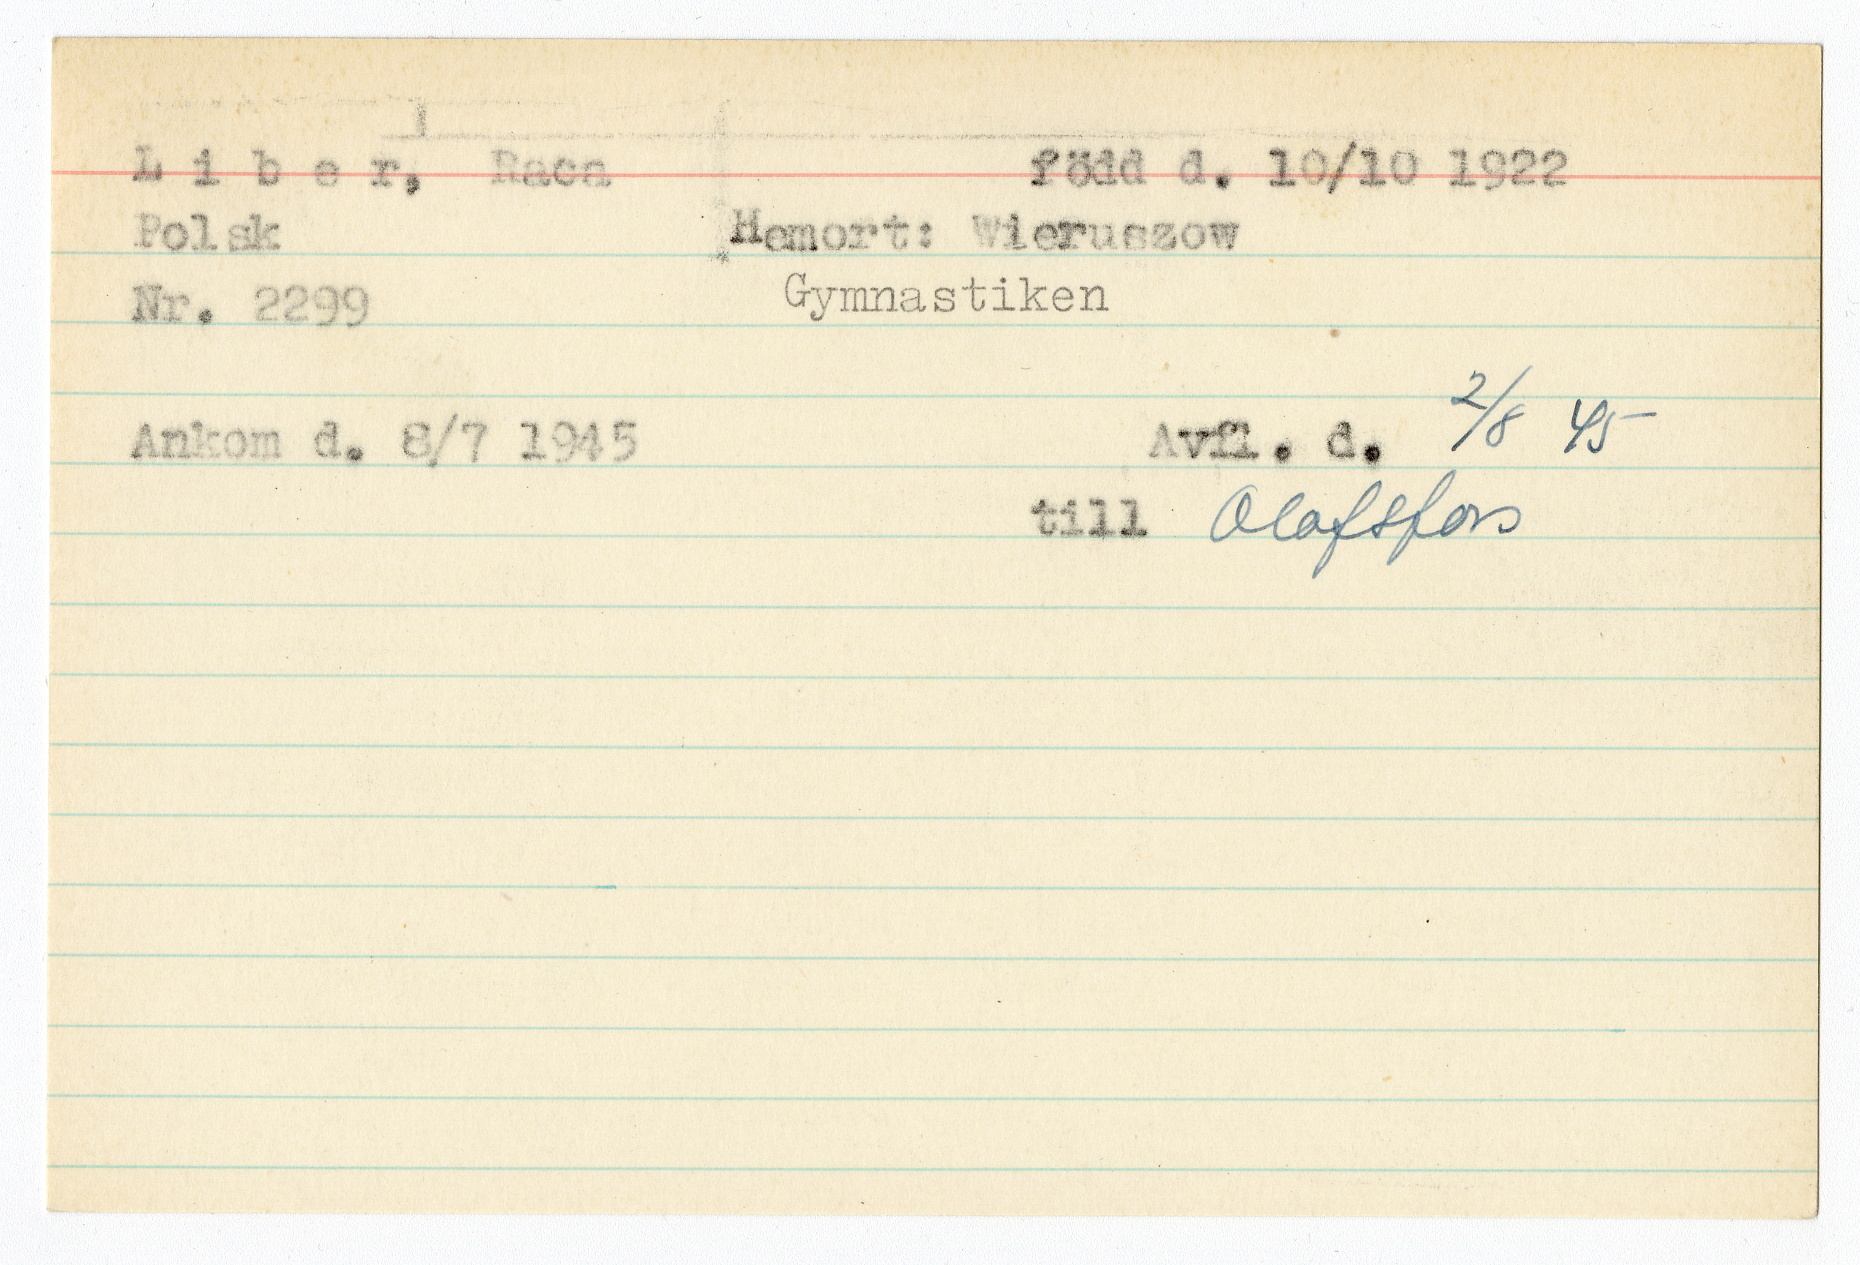 L i b e r, Raca född d. 10/10 1922
Polsk Hemort: Wieruszow
Nr. 2299 Gymnastiken
Ankom d. 8/7 1945 Avfl. d. 2/8 45
till Olafsfors